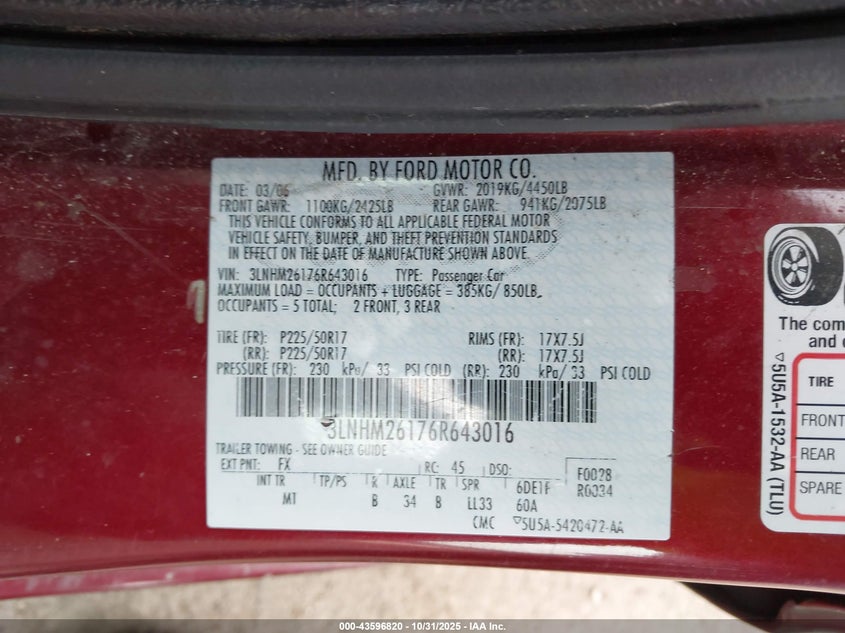 MFD. BY FORD MOTOR CO.
DATE: 03/06 GVWR: 2019KG/4450LB
FRONT GAWR: 1100KG/2425LB REAR GAWR: 941KG/2075LB
THIS VEHICLE CONFORMS TO ALL APPLICABLE FEDERAL MOTOR
VEHICLE SAFETY, BUMPER, AND THEFT PREVENTION STANDARDS
IN EFFECT ON THE DATE OF MANUFACTURE SHOWN ABOVE.
VIN: 3LNHM26176R643016 TYPE: Passenger Car
MAXIMUM LOAD = OCCUPANTS + LUGGAGE = 385KG/ 850LB
OCCUPANTS = 5 TOTAL; 2 FRONT, 3 REAR
TIRE (FR): P225/50R17 RIMS (FR): 17X7.5J
(RR): P225/50R17 (RR): 17X7.5J
PRESSURE (FR): 230 kPa/ 33 PSI COLD (RR): 230 kPa/ 33 PSI COLD
3LNHM26176R643016
TRAILER TOWING - SEE OWNER GUIDE
EXT PNT: FX RC: 45 DSO: F0028
INT TR TP/PS R AXLE TR SPR 6DE1F R0034
MT B 34 B LL33 60A
CMC ▽5U5A-5420472-AA
The com
and c
TIRE
FRONT
REAR
SPARE
▽5U5A-1532-AA (TLU)
000-43596820 10/31/2025 IAA Inc.